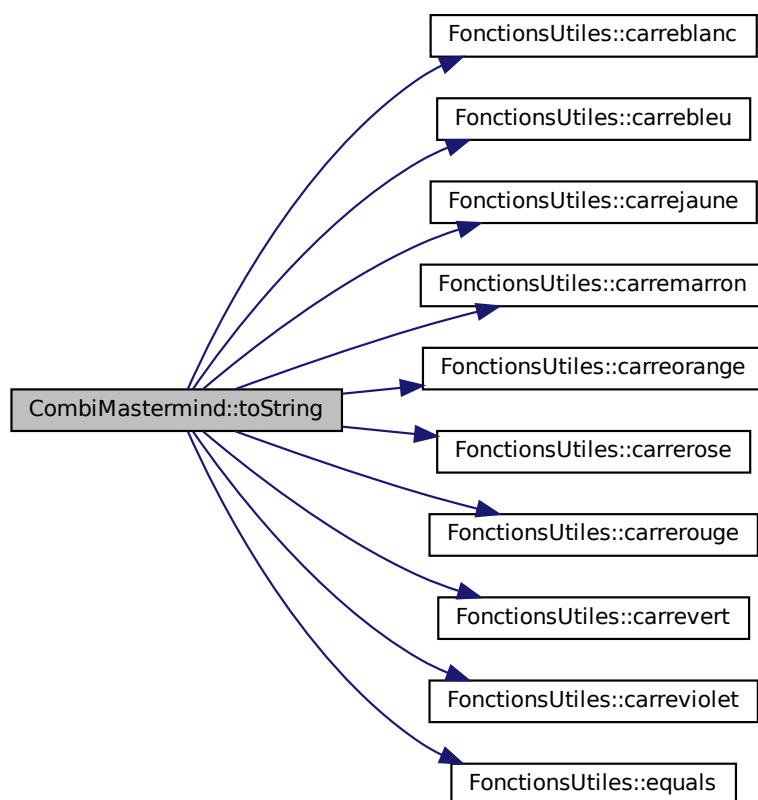 FonctionsUtiles::carreblanc
FonctionsUtiles::carrebleu
FonctionsUtiles::carrejaune
FonctionsUtiles::carremarron
FonctionsUtiles::carreorange
CombiMastermind::toString
FonctionsUtiles::carrerose
FonctionsUtiles::carrerouge
FonctionsUtiles::carrevert
FonctionsUtiles::carreviolet
FonctionsUtiles::equals